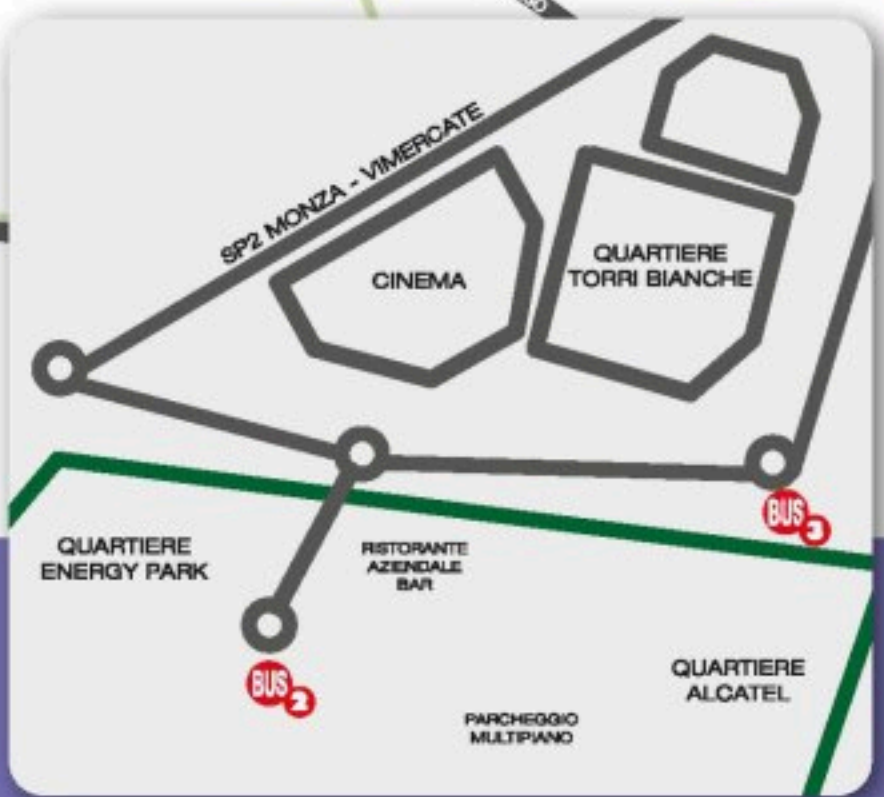 SP2 MONZA - VIMERCATE
CINEMA
QUARTIERE
TORRI BIANCHE
BUS 3
QUARTIERE
ENERGY PARK
RISTORANTE
AZIENDALE
BAR
BUS 2
QUARTIERE
ALCATEL
PARCHEGGIO
MULTIPIANO